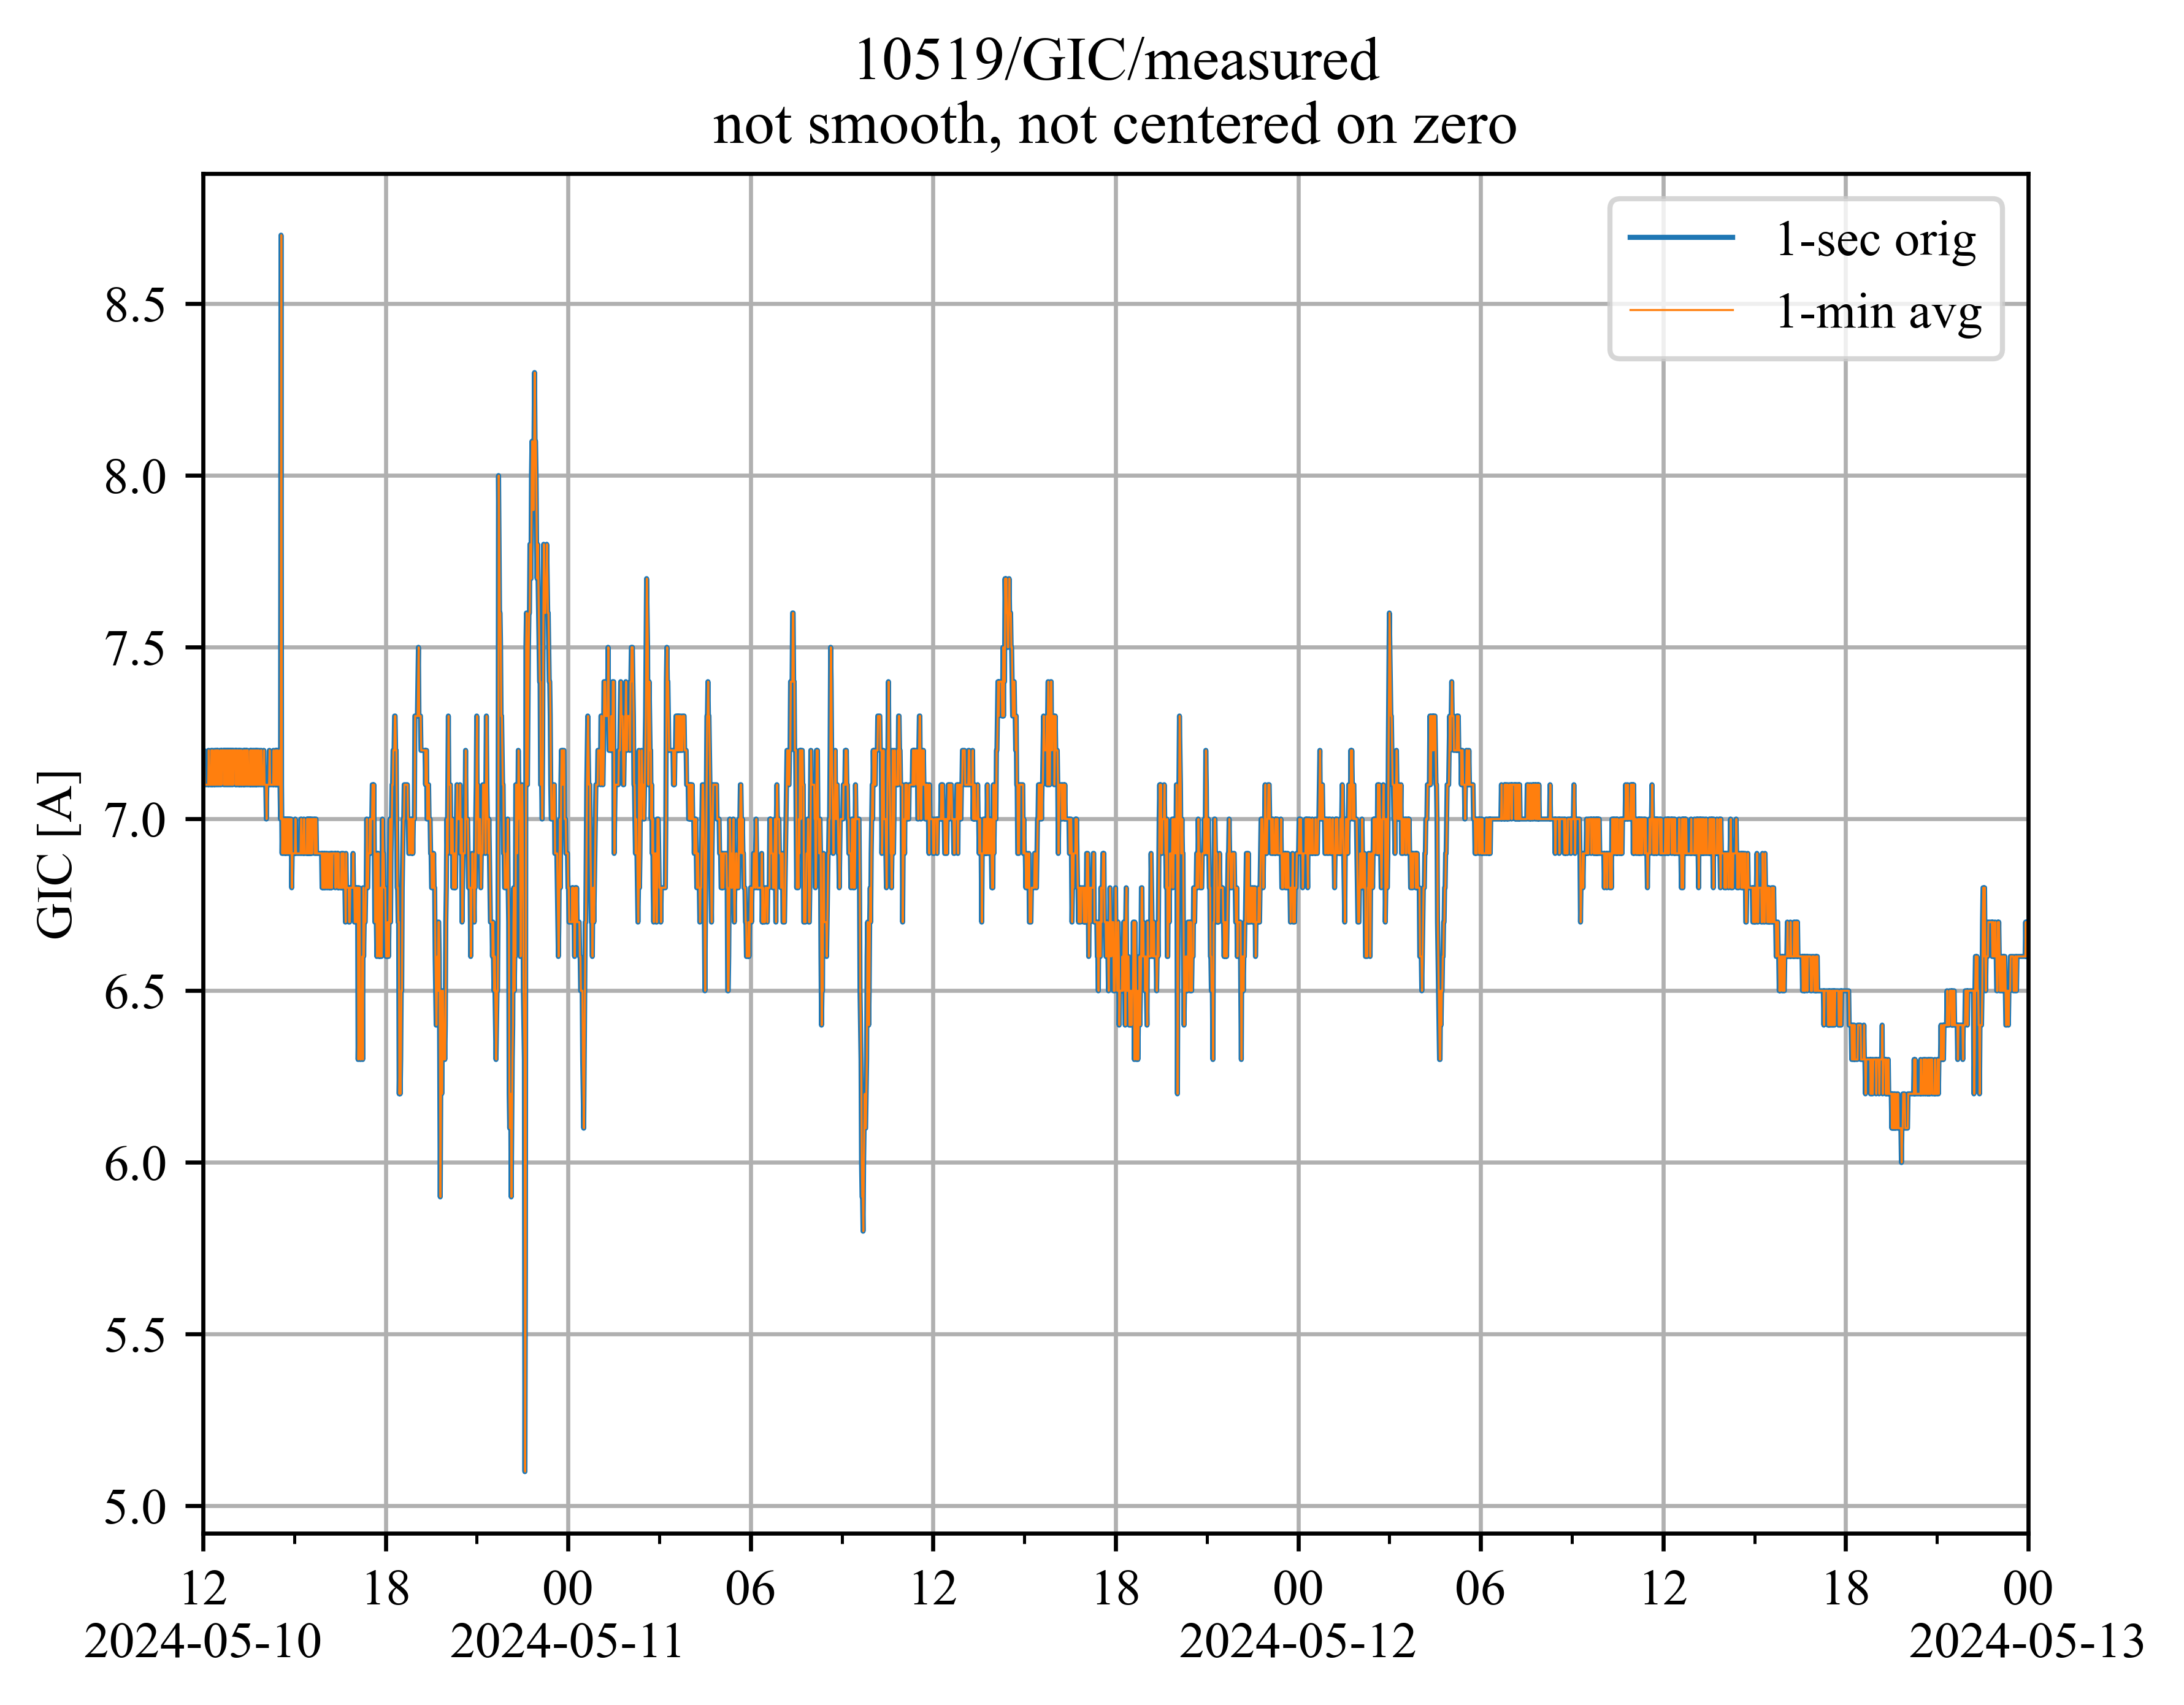 10519/GIC/measured
not smooth, not centered on zero
1-sec orig
1-min avg
GIC [A]
8.5
8.0
7.5
7.0
6.5
6.0
5.5
5.0
12 18 00 06 12 18 00 06 12 18 00
2024-05-10 2024-05-11 2024-05-12 2024-05-13